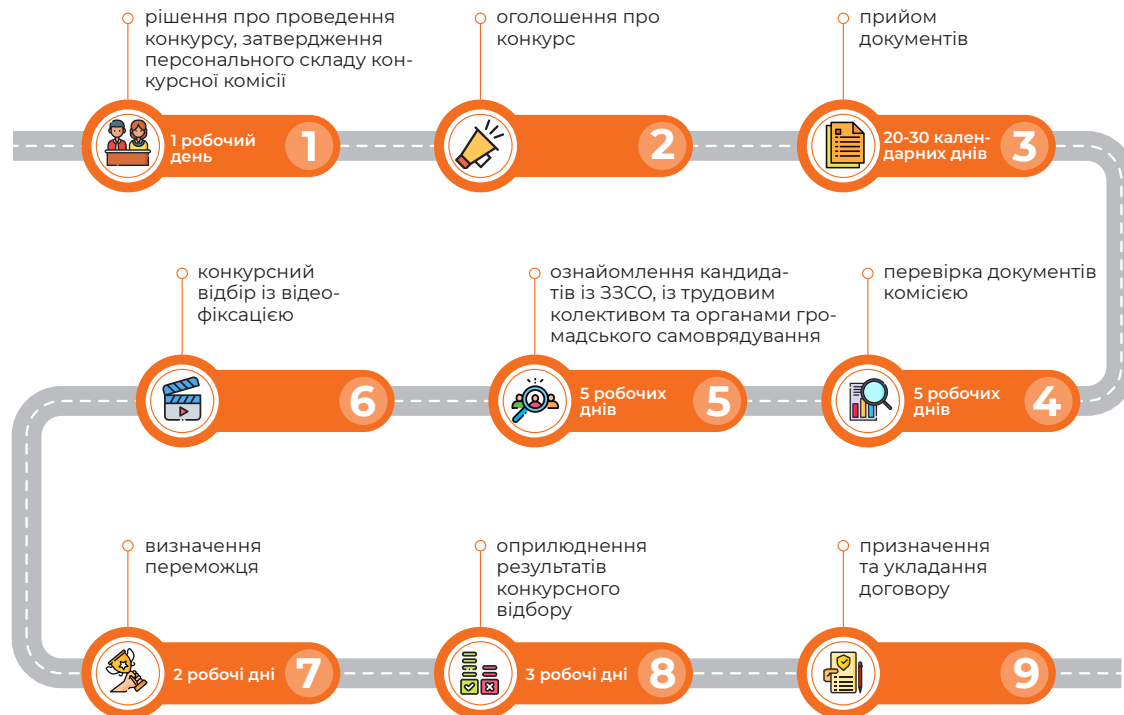 рішення про проведення
конкурсу, затвердження
персонального складу кон-
курсної комісії
1 робочий
день
1
оголошення про
конкурс
2
прийом
документів
20-30 кален-
дарних днів
3
перевірка документів
комісією
5 робочих
днів
4
ознайомлення кандида-
тів із ЗЗСО, із трудовим
колективом та органами гро-
мадського самоврядування
5 робочих
днів
5
конкурсний
відбір із відео-
фіксацією
6
визначення
переможця
2 робочі дні
7
оприлюднення
результатів
конкурсного
відбору
3 робочі дні
8
призначення
та укладання
договору
9